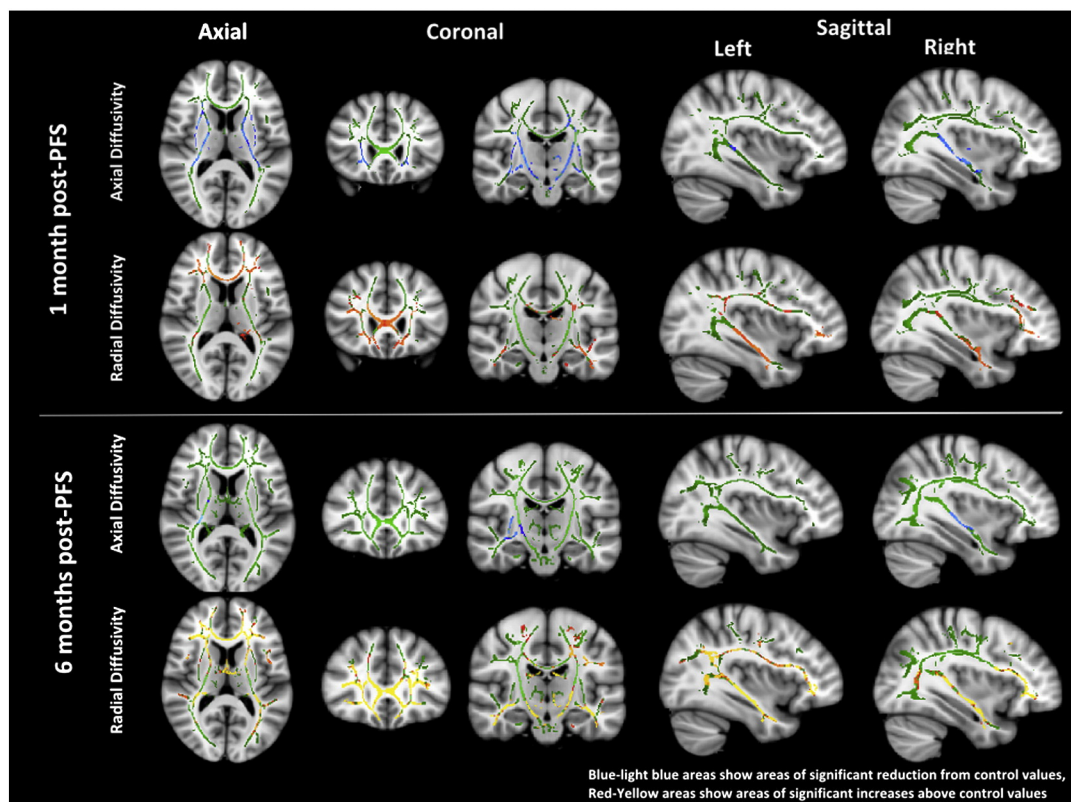 Axial
Coronal
Sagittal
Left
Right
1 month post-PFS
Axial Diffusivity
Radial Diffusivity
6 months post-PFS
Axial Diffusivity
Radial Diffusivity
Blue-light blue areas show areas of significant reduction from control values,
Red-Yellow areas show areas of significant increases above control values